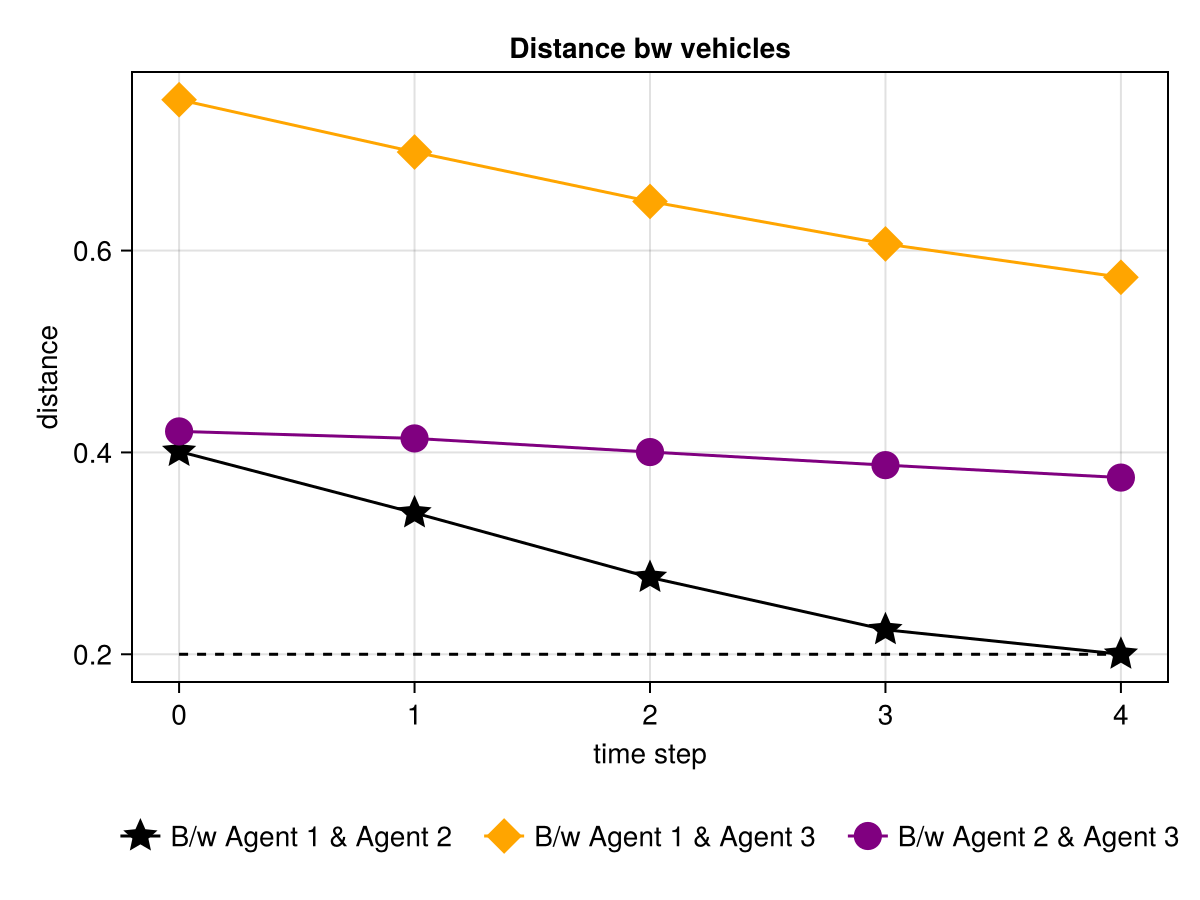 Distance bw vehicles
distance
0.6
0.4
0.2
0 1 2 3 4
time step
B/w Agent 1 & Agent 2 B/w Agent 1 & Agent 3 B/w Agent 2 & Agent 3